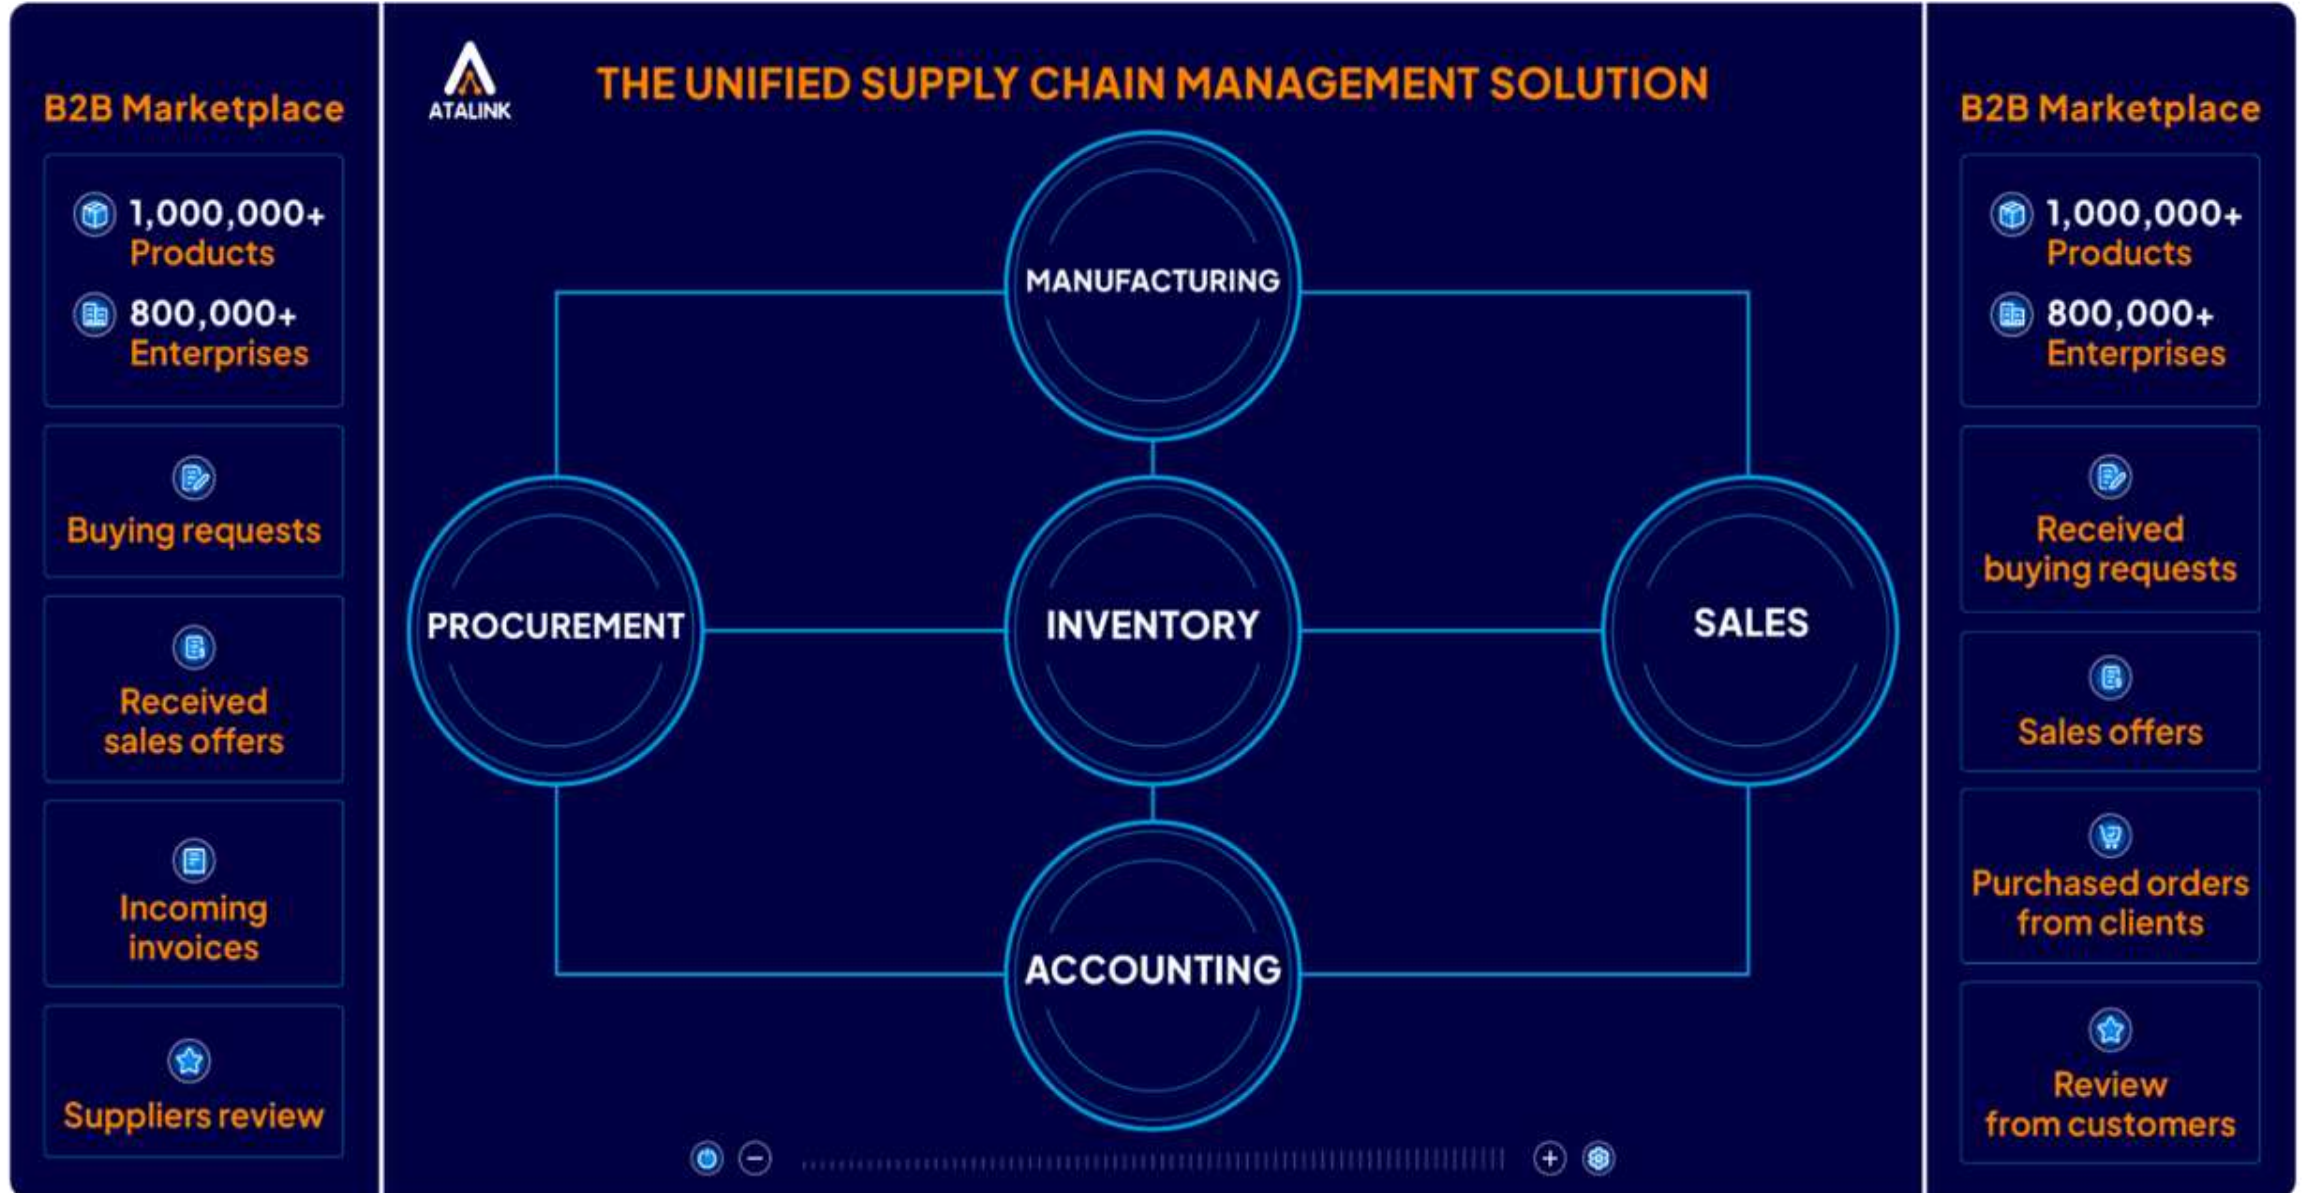 B2B Marketplace
1,000,000+
Products
800,000+
Enterprises
Buying requests
Received
sales offers
Incoming
invoices
Suppliers review
ATALINK
THE UNIFIED SUPPLY CHAIN MANAGEMENT SOLUTION
MANUFACTURING
PROCUREMENT
INVENTORY
SALES
ACCOUNTING
B2B Marketplace
1,000,000+
Products
800,000+
Enterprises
Received
buying requests
Sales offers
Purchased orders
from clients
Review
from customers